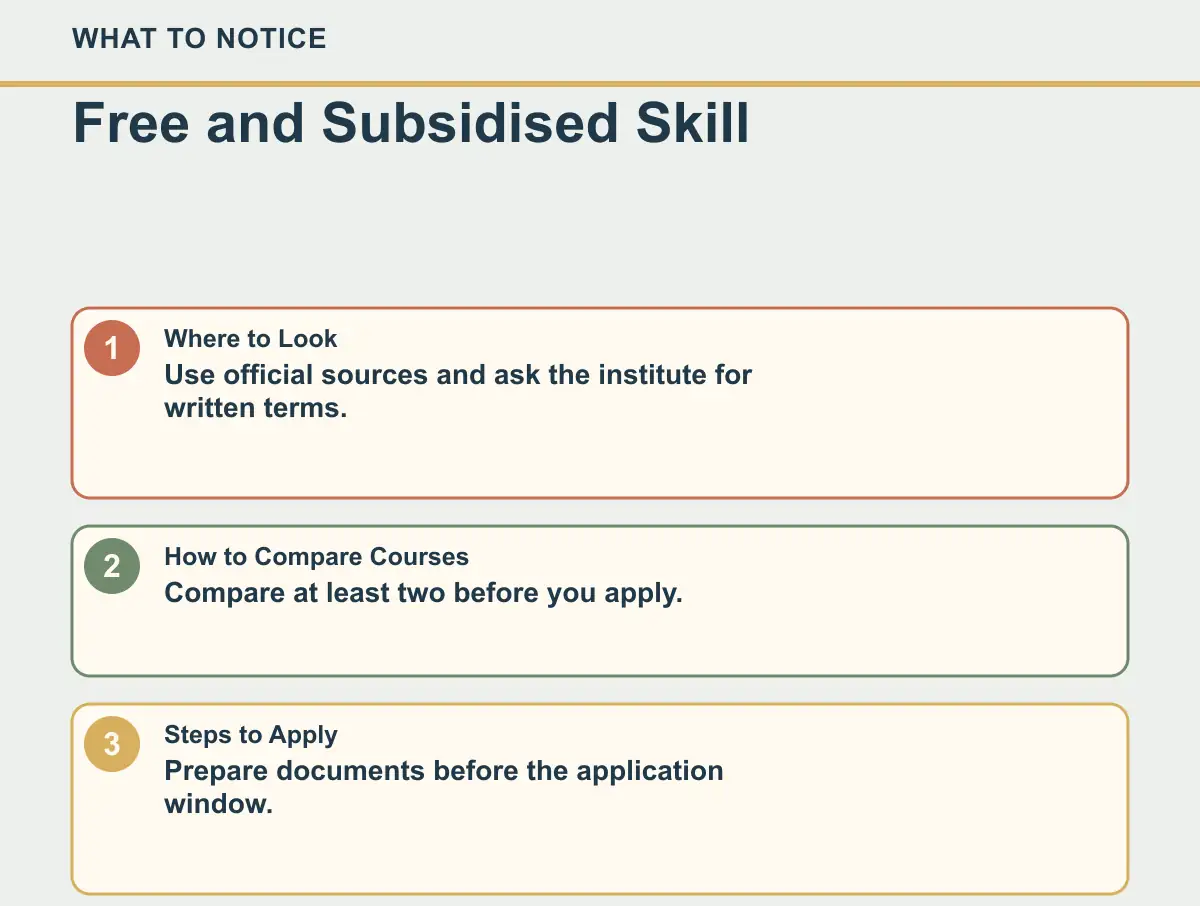 WHAT TO NOTICE
Free and Subsidised Skill
1
Where to Look
Use official sources and ask the institute for
written terms.
2
How to Compare Courses
Compare at least two before you apply.
3
Steps to Apply
Prepare documents before the application
window.